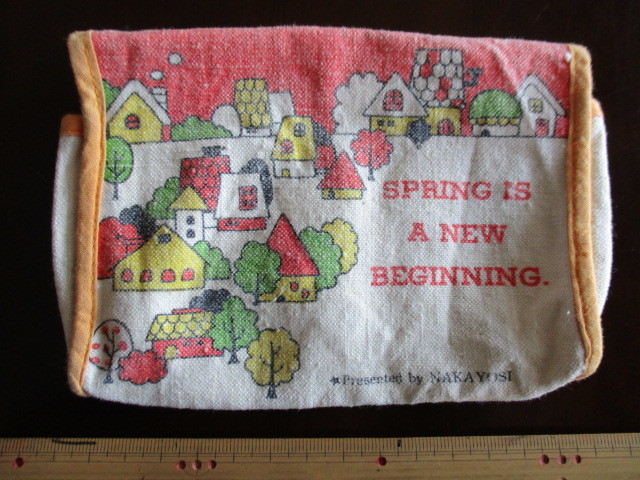 SPRING IS
A NEW
BEGINNING.
★Presented by NAKAYOSI